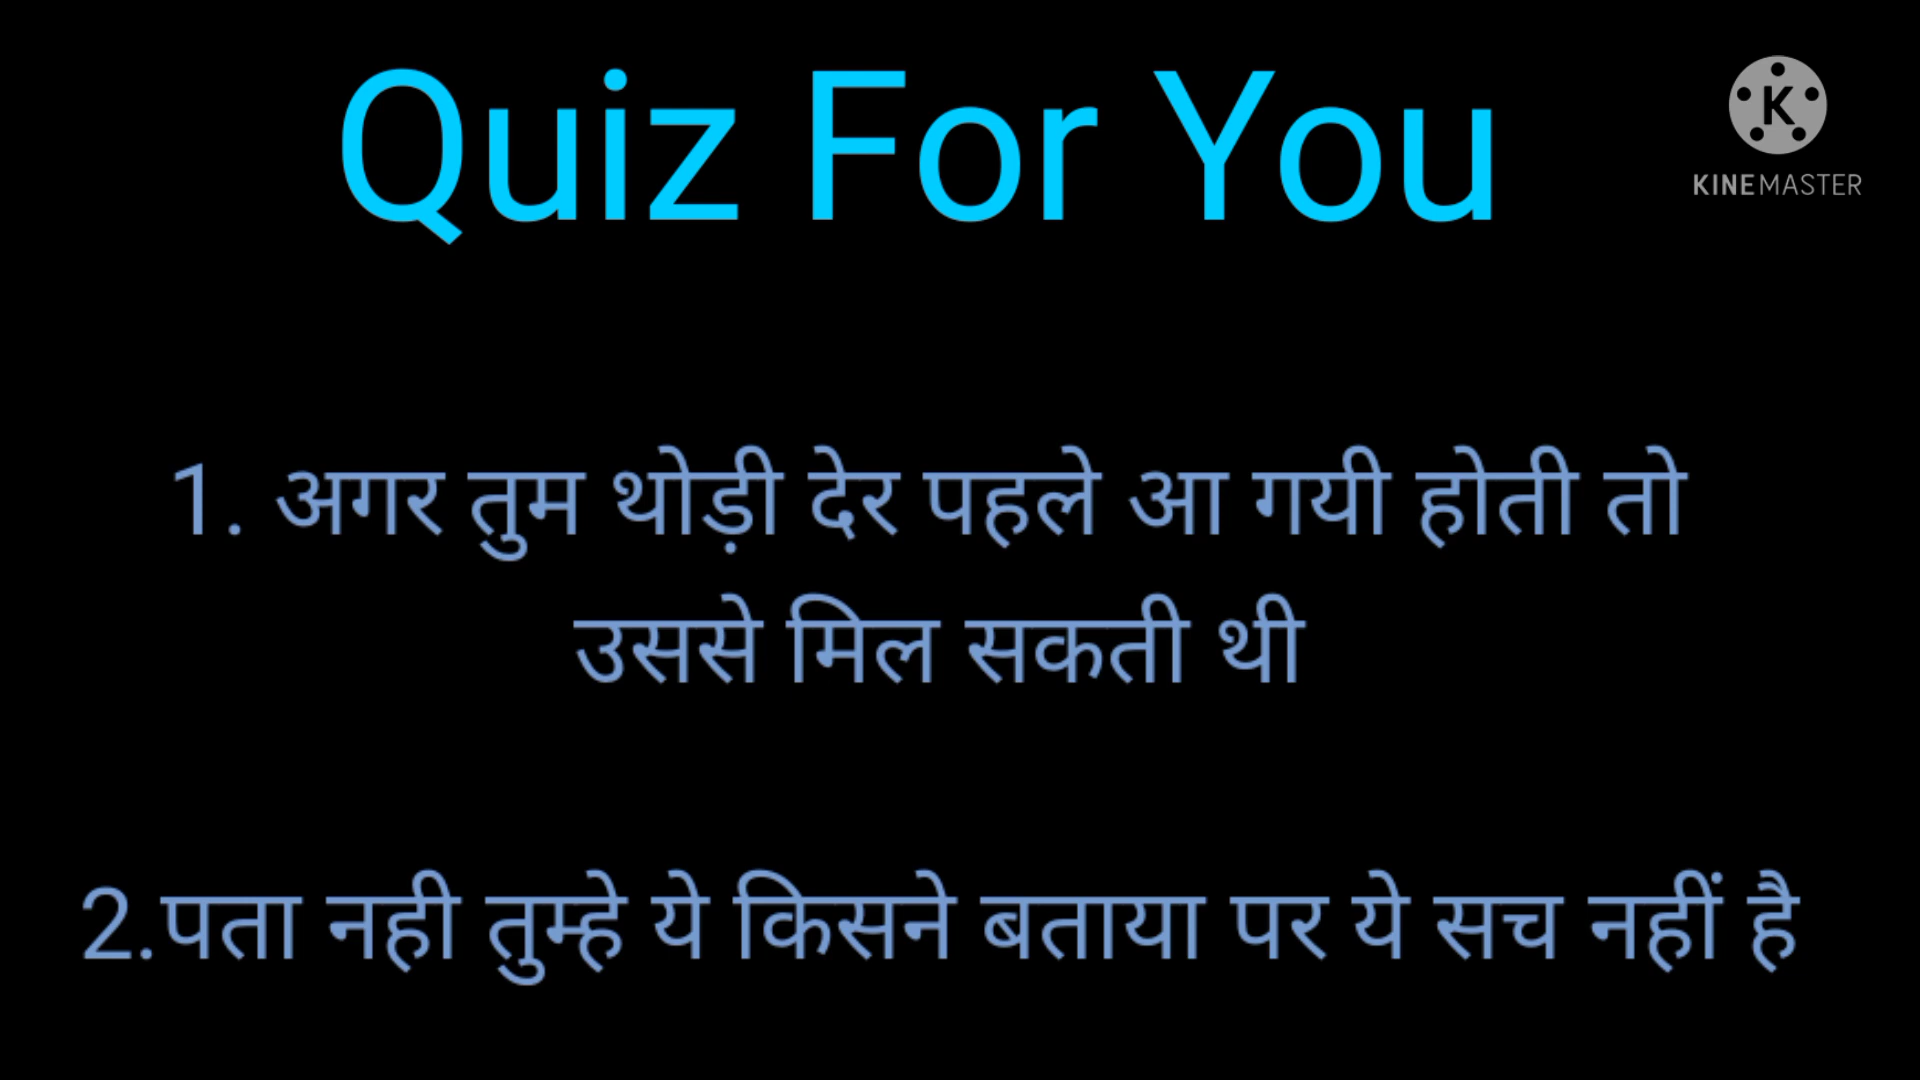 Quiz For You
KINEMASTER
1. अगर तुम थोड़ी देर पहले आ गयी होती तो
उससे मिल सकती थी
2.पता नही तुम्हे ये किसने बताया पर ये सच नहीं है